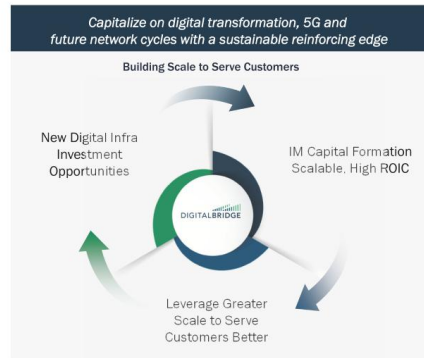 Capitalize on digital transformation, 5G and
future network cycles with a sustainable reinforcing edge
Building Scale to Serve Customers
New Digital Infra
Investment
Opportunities
IM Capital Formation
Scalable, High ROIC
DIGITALBRIDGE
Leverage Greater
Scale to Serve
Customers Better